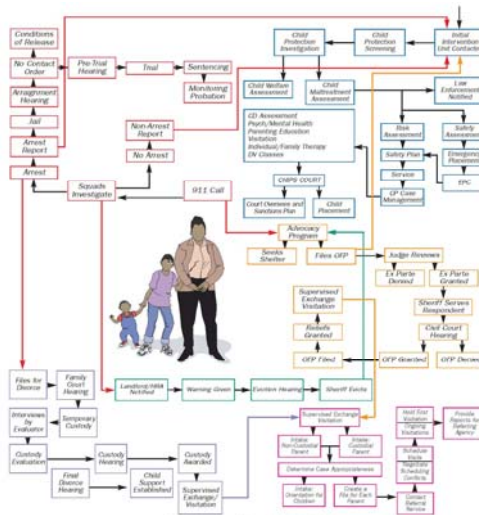 Conditions
of Release
No Contact
Order
Pre-Trial
Hearing
Trial
Sentencing
Monitoring
Probation
Arraignment
Hearing
Jail
Arrest
Report
Arrest
Non-Arrest
Report
No Arrest
Squads
Investigate
911 Call
Child
Protection
Investigation
Child
Protection
Screening
Initial
Intervention
Unit Contacted
Child Welfare
Assessment
Child
Maltreatment
Assessment
Law
Enforcement
Notified
CD Assessment
Psych/Mental Health
Parenting Education
Visitation
Individual/Family Therapy
DV Classes
Risk
Assessment
Safety
Assessment
Safety Plan
Emergency
Placement
Service
EPC
CP Case
Management
CHIPS COURT
Court Oversees and
Sanctions Plan
Child
Placement
Advocacy
Program
Seeks
Shelter
Files OFP
Judge Reviews
Ex Parte
Denied
Ex Parte
Granted
Sheriff Serves
Respondent
Civil Court
Hearing
OFP Granted
OFP Denied
OFP Filed
Reliefs
Granted
Supervised
Exchange
Visitation
Landlord/HRA
Notified
Warning Given
Eviction Hearing
Sheriff Evicts
Files for
Divorce
Family
Court
Hearing
Interviews
by
Evaluator
Temporary
Custody
Custody
Evaluation
Custody
Hearing
Custody
Awarded
Final
Divorce Hearing
Child
Support
Established
Supervised
Exchange/
Visitation
Supervised Exchange
Visitation
Intake:
Non-Custodial
Parent
Intake:
Custodial
Parent
Determine Case Appropriateness
Intake:
Orientation for
Children
Create a
File for Each
Parent
Contact
Referral
Service
Negotiate
Scheduling
Conflicts
Schedule
Visits
Hold First
Visitation
Ongoing
Visitations
Provide
Reports for
Referring
Agency